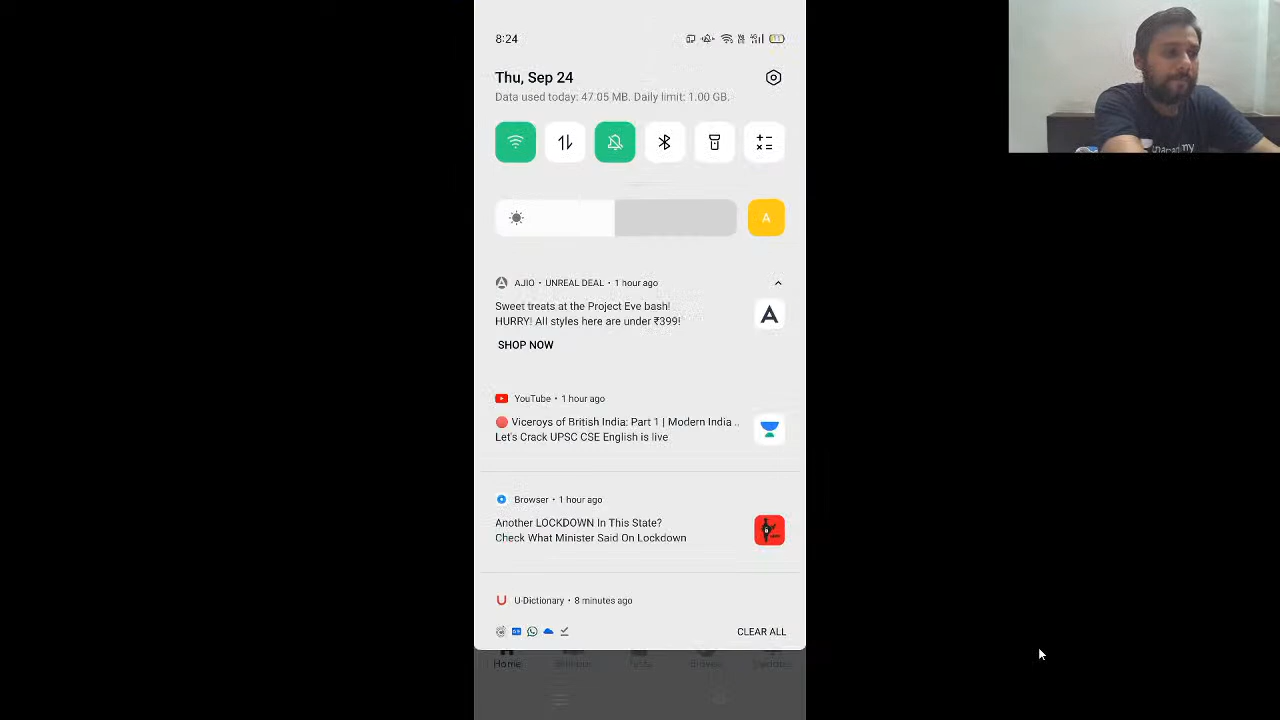 8:24
Thu, Sep 24
Data used today: 47.05 MB. Daily limit: 1.00 GB.
A
AJIO • UNREAL DEAL • 1 hour ago
Sweet treats at the Project Eve bash!
HURRY! All styles here are under ₹399!
A
SHOP NOW
YouTube • 1 hour ago
Viceroys of British India: Part 1 | Modern India ..
Let's Crack UPSC CSE English is live
Browser • 1 hour ago
Another LOCKDOWN In This State?
Check What Minister Said On Lockdown
U-Dictionary • 8 minutes ago
CLEAR ALL
Home